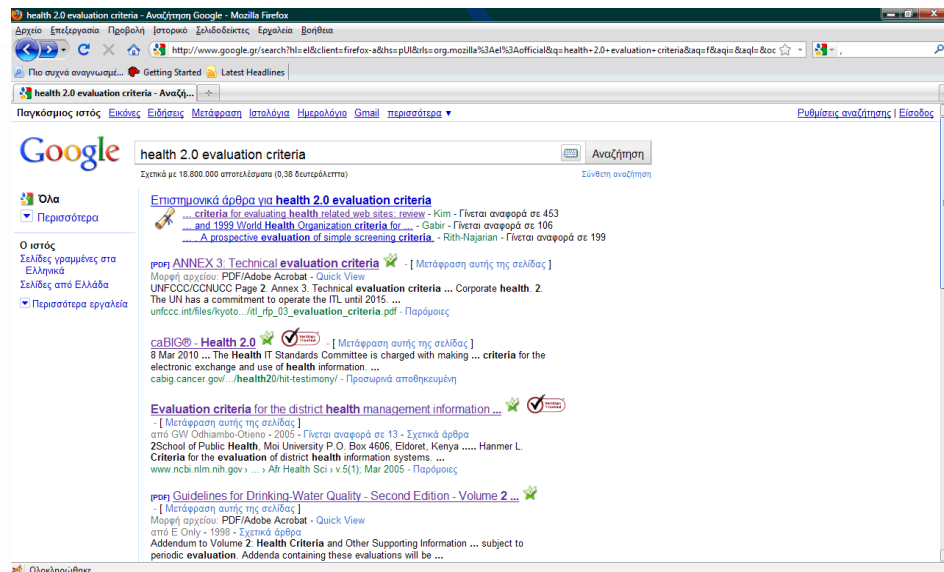 health 2.0 evaluation criteria - Αναζήτηση Google - Mozilla Firefox
Αρχείο Επεξεργασία Προβολή Ιστορικό Σελιδοδείκτες Εργαλεία Βοήθεια
http://www.google.gr/search?hl=el&client=firefox-a&hs=pUI&rls=org.mozilla%3Ael%3Aofficial&q=health+2.0+evaluation+criteria&aq=f&aqi=&aql=&oc
Πιο συχνά αναγνωσμέ... Getting Started Latest Headlines
health 2.0 evaluation criteria - Αναζή...
Παγκόσμιος ιστός Εικόνες Ειδήσεις Μετάφραση Ιστολόγια Ημερολόγιο Gmail περισσότερα ▼ Ρυθμίσεις αναζήτησης | Είσοδος
Google health 2.0 evaluation criteria Αναζήτηση
Σχετικά με 18.800.000 αποτελέσματα (0,38 δευτερόλεπτα) Σύνθετη αναζήτηση
Όλα
Περισσότερα
Ο ιστός
Σελίδες γραμμένες στα
Ελληνικά
Σελίδες από Ελλάδα
Περισσότερα εργαλεία
Επιστημονικά άρθρα για health 2.0 evaluation criteria
... criteria for evaluating health related web sites: review - Kim - Γίνεται αναφορά σε 453
... and 1999 World Health Organization criteria for ... - Gabir - Γίνεται αναφορά σε 106
... . A prospective evaluation of simple screening criteria. - Rith-Najarian - Γίνεται αναφορά σε 199
[PDF] ANNEX 3: Technical evaluation criteria - [ Μετάφραση αυτής της σελίδας ]
Μορφή αρχείου: PDF/Adobe Acrobat - Quick View
UNFCCC/CCNUCC Page 2. Annex 3. Technical evaluation criteria ... Corporate health. 2.
The UN has a commitment to operate the ITL until 2015. ...
unfccc.int/files/kyoto.../itl_rfp_03_evaluation_criteria.pdf - Παρόμοιες
caBIG® - Health 2.0 - [ Μετάφραση αυτής της σελίδας ]
8 Mar 2010 ... The Health IT Standards Committee is charged with making ... criteria for the
electronic exchange and use of health information. ...
cabig.cancer.gov/.../health20/hit-testimony/ - Προσωρινά αποθηκευμένη
Evaluation criteria for the district health management information ...
- [ Μετάφραση αυτής της σελίδας ]
από GW Odhiambo-Otieno - 2005 - Γίνεται αναφορά σε 13 - Σχετικά άρθρα
2School of Public Health, Moi University P.O. Box 4606, Eldoret, Kenya ..... Hanmer L.
Criteria for the evaluation of district health information systems. ...
www.ncbi.nlm.nih.gov › ... › Afr Health Sci › v.5(1); Mar 2005 - Παρόμοιες
[PDF] Guidelines for Drinking-Water Quality - Second Edition - Volume 2 ...
- [ Μετάφραση αυτής της σελίδας ]
Μορφή αρχείου: PDF/Adobe Acrobat - Quick View
από E Only - 1998 - Σχετικά άρθρα
Addendum to Volume 2: Health Criteria and Other Supporting Information ... subject to
periodic evaluation. Addenda containing these evaluations will be ...
Ολοκληρώθηκε